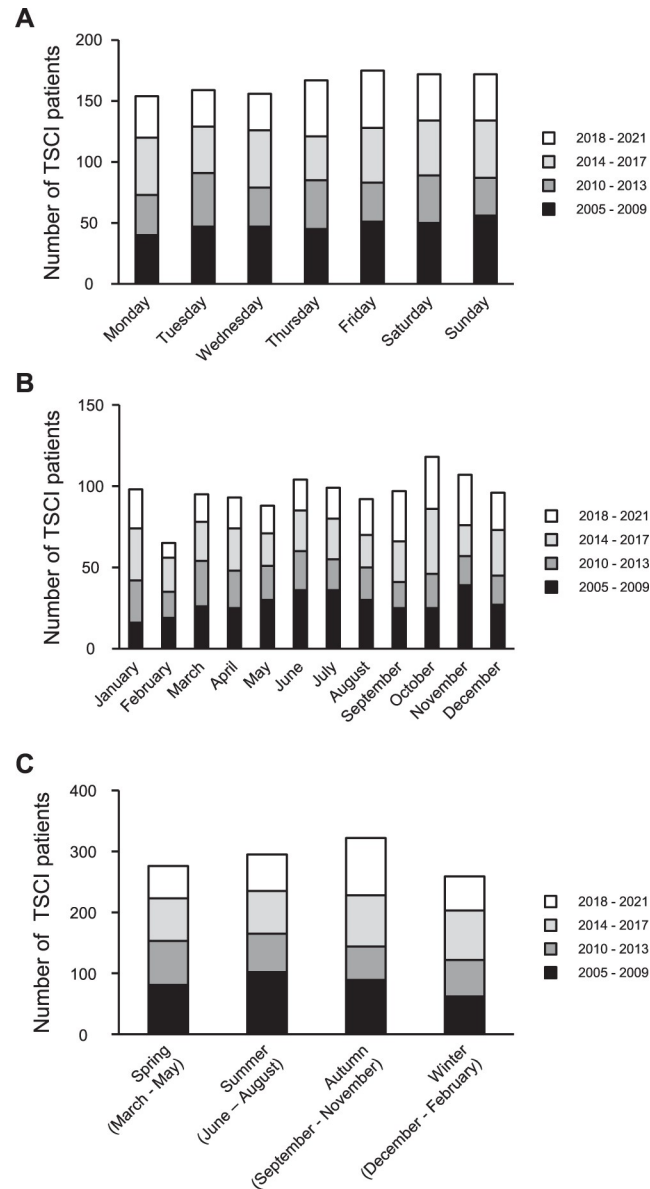 A
Number of TSCI patients
200
150
100
50
0
Monday
Tuesday
Wednesday
Thursday
Friday
Saturday
Sunday
2018 - 2021
2014 - 2017
2010 - 2013
2005 - 2009
B
Number of TSCI patients
150
100
50
0
January
February
March
April
May
June
July
August
September
October
November
December
2018 - 2021
2014 - 2017
2010 - 2013
2005 - 2009
C
Number of TSCI patients
400
300
200
100
0
Spring
(March - May)
Summer
(June – August)
Autumn
(September - November)
Winter
(December - February)
2018 - 2021
2014 - 2017
2010 - 2013
2005 - 2009